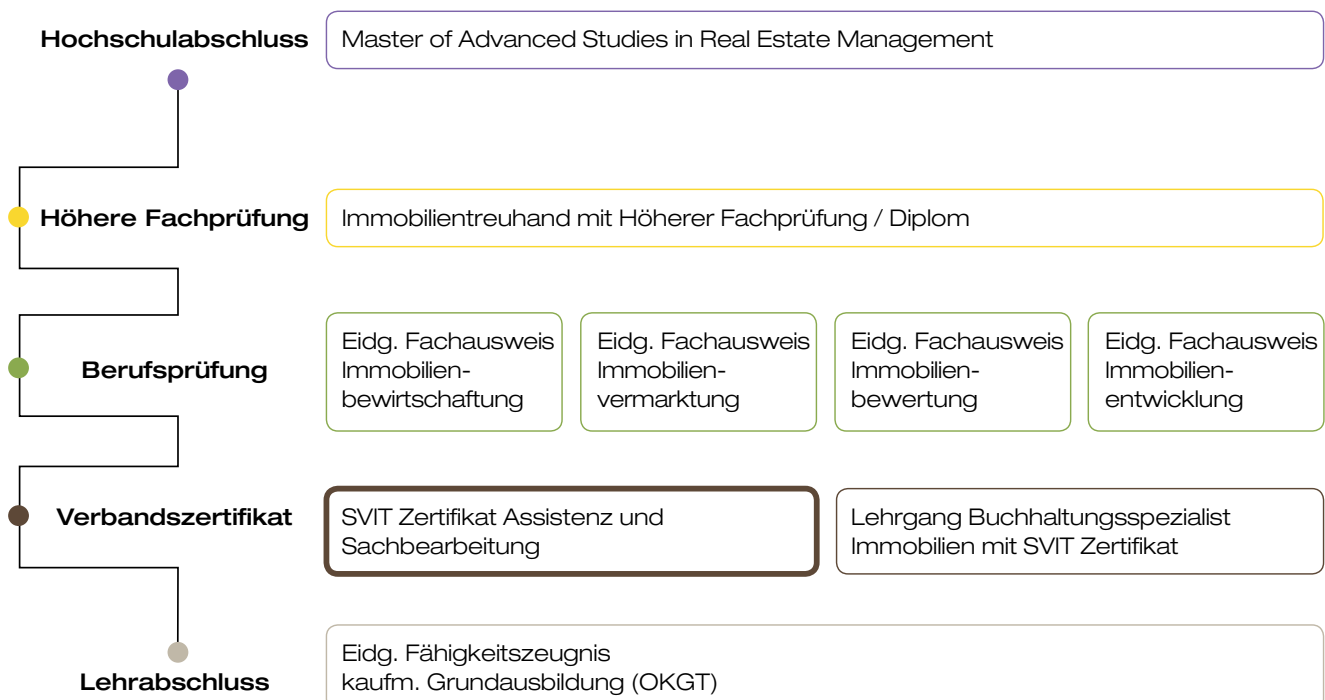 Hochschulabschluss
Master of Advanced Studies in Real Estate Management
Höhere Fachprüfung
Immobilientreuhand mit Höherer Fachprüfung / Diplom
Berufsprüfung
Eidg. Fachausweis
Immobilien-
bewirtschaftung
Eidg. Fachausweis
Immobilien-
vermarktung
Eidg. Fachausweis
Immobilien-
bewertung
Eidg. Fachausweis
Immobilien-
entwicklung
Verbandszertifikat
SVIT Zertifikat Assistenz und
Sachbearbeitung
Lehrgang Buchhaltungsspezialist
Immobilien mit SVIT Zertifikat
Lehrabschluss
Eidg. Fähigkeitszeugnis
kaufm. Grundausbildung (OKGT)